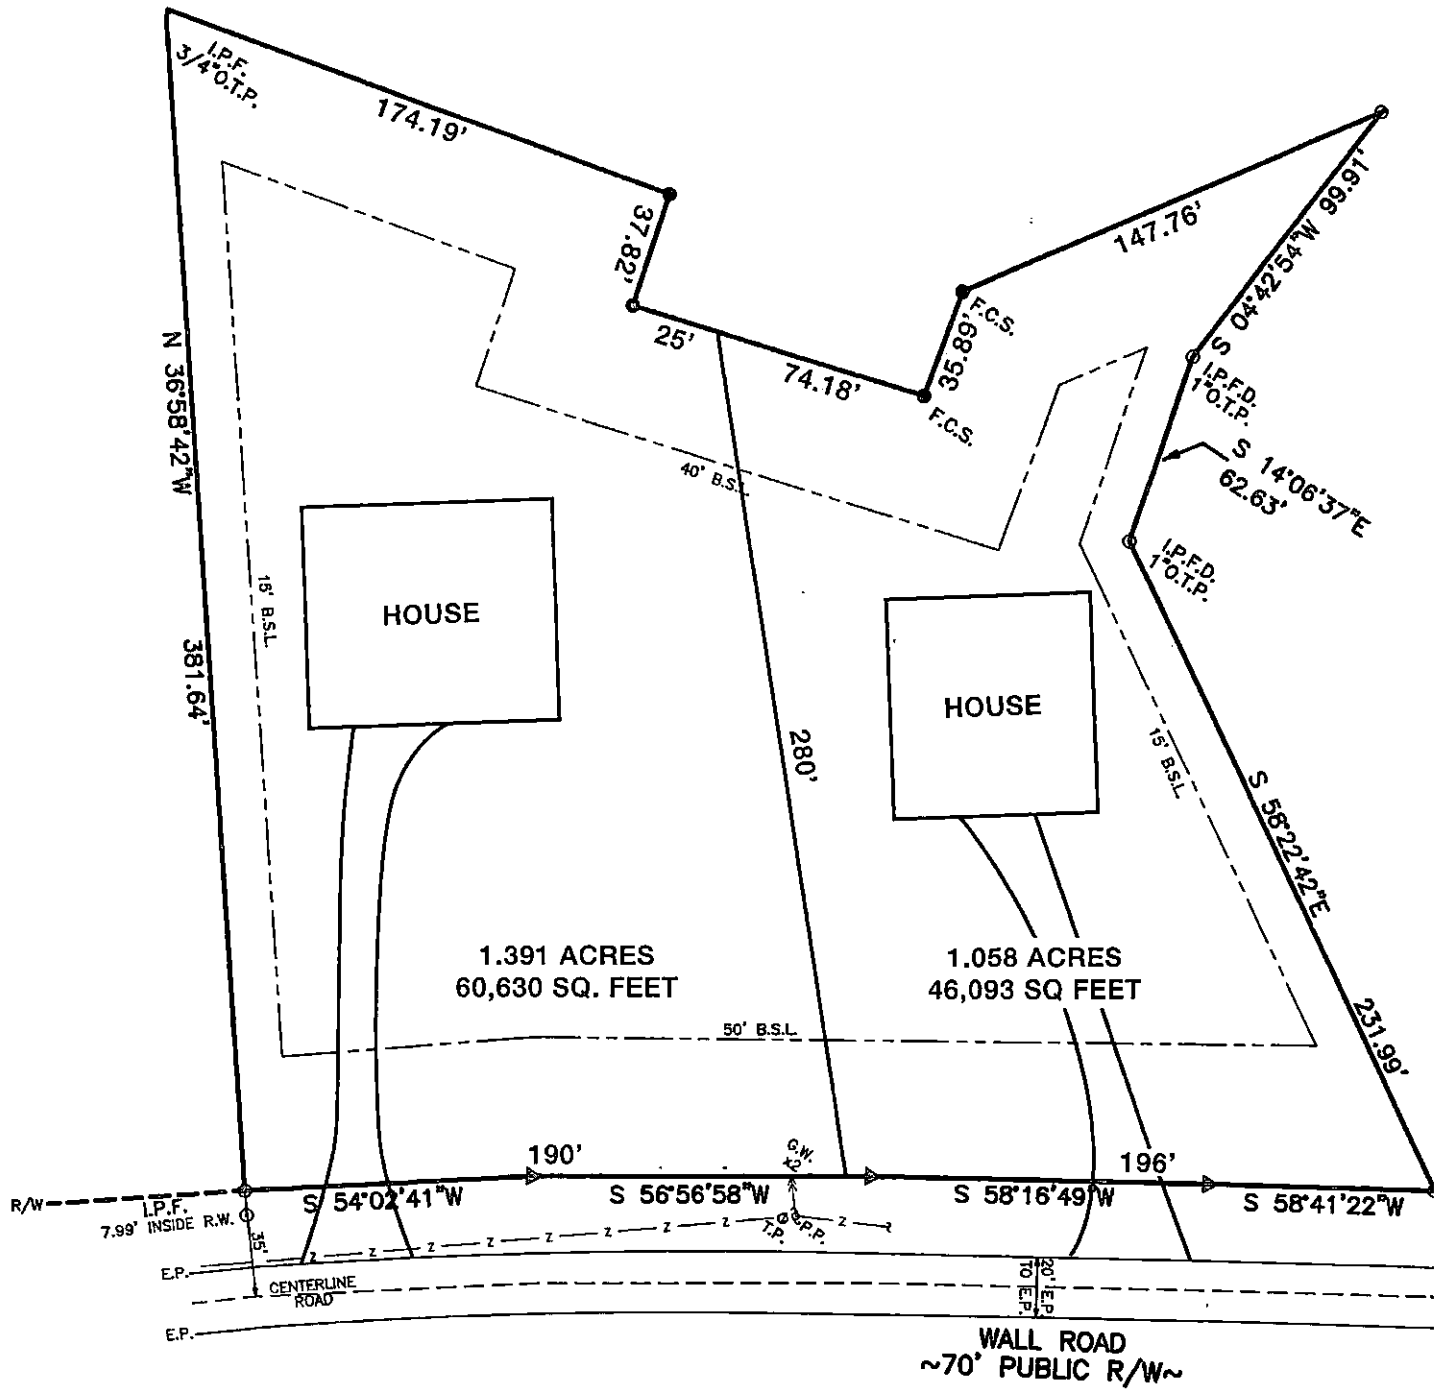 I.P.F.
3/4"O.T.P.
174.19'
37.82'
25'
74.18'
35.89'
F.C.S.
F.C.S.
147.76'
S 04°42'54"W 99.91'
I.P.F.D.
1"O.T.P.
S 14°06'37"E
62.63'
I.P.F.D.
1"O.T.P.
N 36°58'42"W
381.64'
40' B.S.L.
15' B.S.L.
HOUSE
HOUSE
280'
15' B.S.L.
S 58°22'42"E
231.99'
1.391 ACRES
60,630 SQ. FEET
1.058 ACRES
46,093 SQ FEET
50' B.S.L.
190'
G.W.
x2
196'
R/W
I.P.F.
7.99' INSIDE R.W.
S 54°02'41"W
S 56°56'58"W
S 58°16'49"W
S 58°41'22"W
35'
Z Z Z Z Z Z Z Z Z
T.P.
P.P.
E.P.
CENTERLINE
ROAD
E.P.
20' E.P.
TO E.P.
WALL ROAD
~70' PUBLIC R/W~